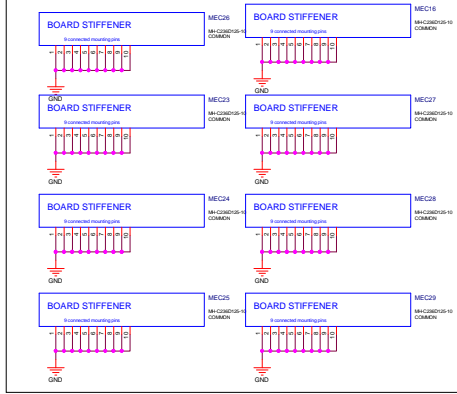 BOARD STIFFENER
MEC26
9 connected mounting pins
MH-C236D125-10
COMMON
1 2 3 4 5 6 7 8 9 10
GND
BOARD STIFFENER
MEC16
9 connected mounting pins
MH-C236D125-10
COMMON
1 2 3 4 5 6 7 8 9 10
GND
BOARD STIFFENER
MEC23
9 connected mounting pins
MH-C236D125-10
COMMON
1 2 3 4 5 6 7 8 9 10
GND
BOARD STIFFENER
MEC27
9 connected mounting pins
MH-C236D125-10
COMMON
1 2 3 4 5 6 7 8 9 10
GND
BOARD STIFFENER
MEC24
9 connected mounting pins
MH-C236D125-10
COMMON
1 2 3 4 5 6 7 8 9 10
GND
BOARD STIFFENER
MEC28
9 connected mounting pins
MH-C236D125-10
COMMON
1 2 3 4 5 6 7 8 9 10
GND
BOARD STIFFENER
MEC25
9 connected mounting pins
MH-C236D125-10
COMMON
1 2 3 4 5 6 7 8 9 10
GND
BOARD STIFFENER
MEC29
9 connected mounting pins
MH-C236D125-10
COMMON
1 2 3 4 5 6 7 8 9 10
GND